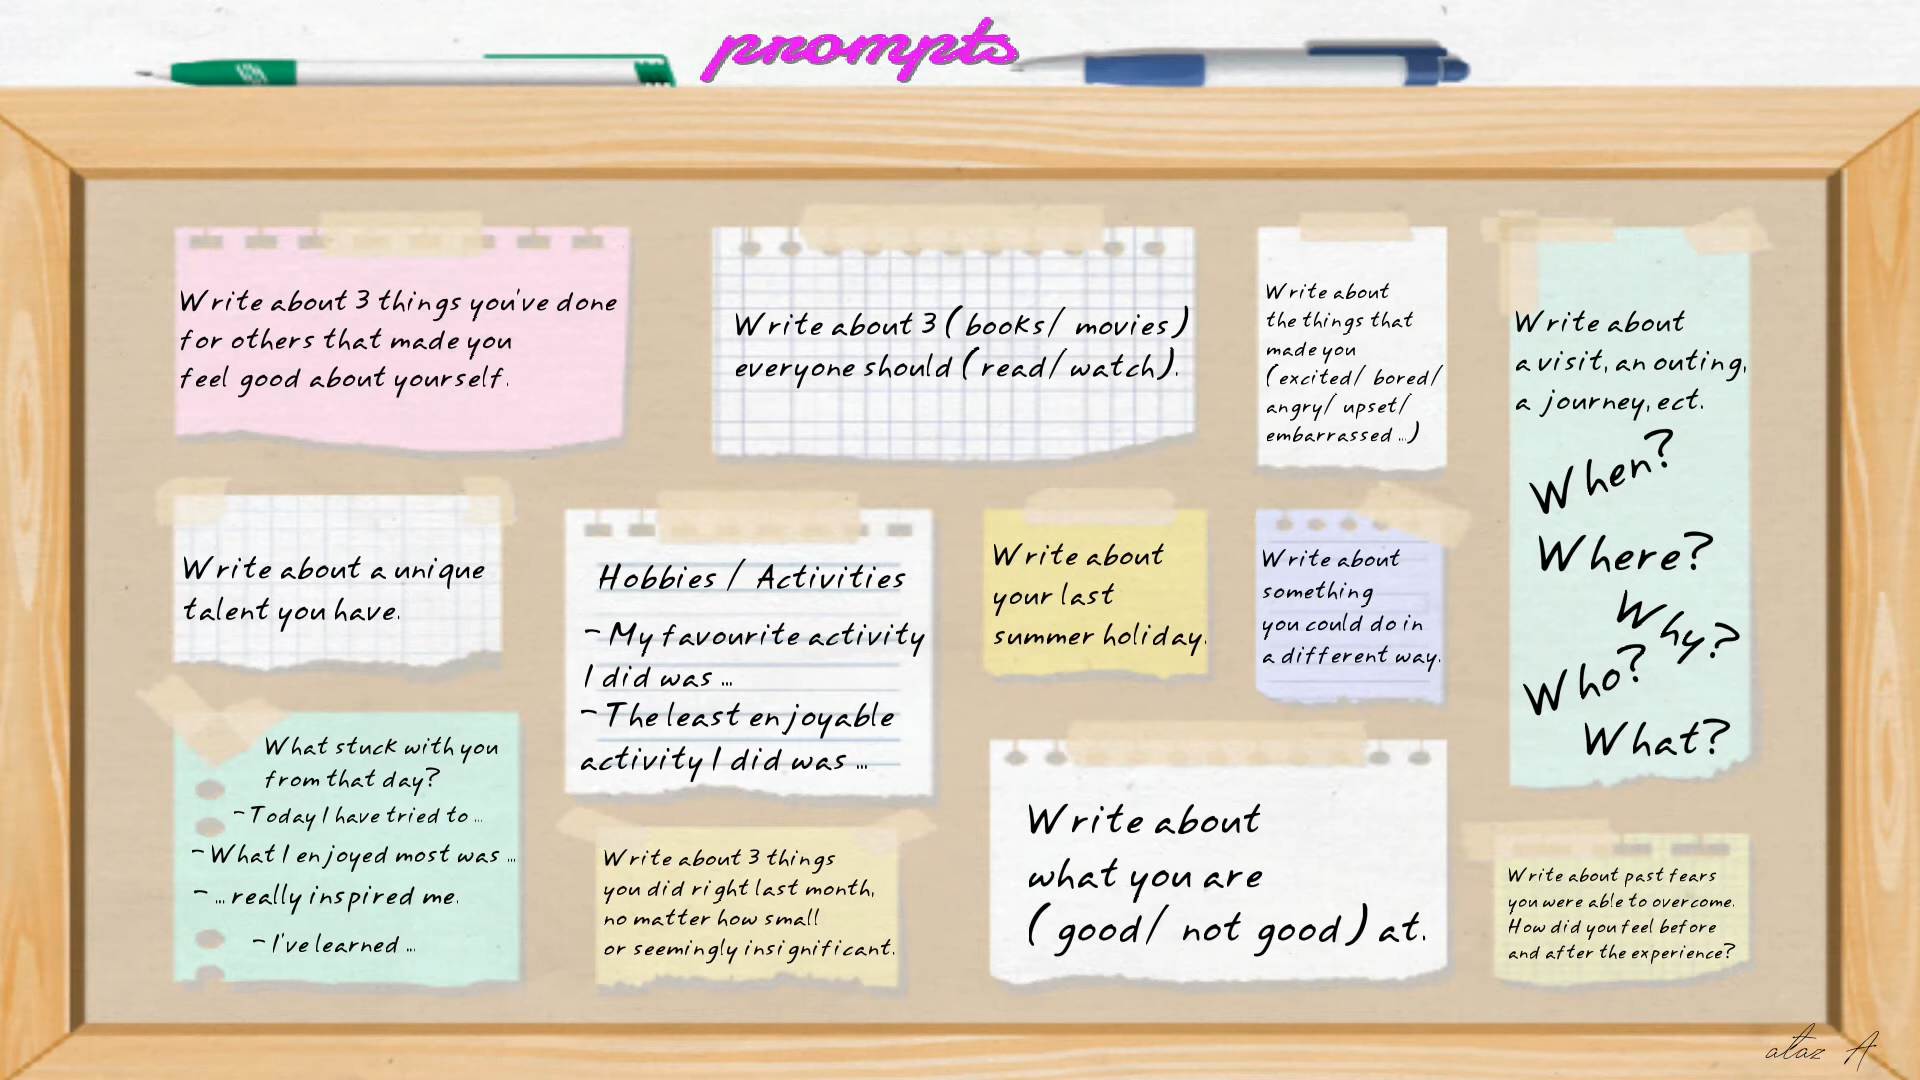 prompts
Write about 3 things you've done
for others that made you
feel good about yourself.
Write about 3 ( books/ movies )
everyone should ( read/ watch ).
Write about
the things that
made you
( excited/ bored/
angry/ upset/
embarrassed ... )
Write about
a visit, an outing,
a journey, ect.
When?
Where?
Why?
Who?
What?
Write about a unique
talent you have.
Hobbies / Activities
- My favourite activity
I did was ...
- The least enjoyable
activity I did was ...
Write about
your last
summer holiday.
Write about
something
you could do in
a different way.
What stuck with you
from that day?
- Today I have tried to ...
- What I enjoyed most was ...
- ... really inspired me.
- I've learned ...
Write about 3 things
you did right last month,
no matter how small
or seemingly insignificant.
Write about
what you are
( good/ not good ) at.
Write about past fears
you were able to overcome.
How did you feel before
and after the experience?
ataz A